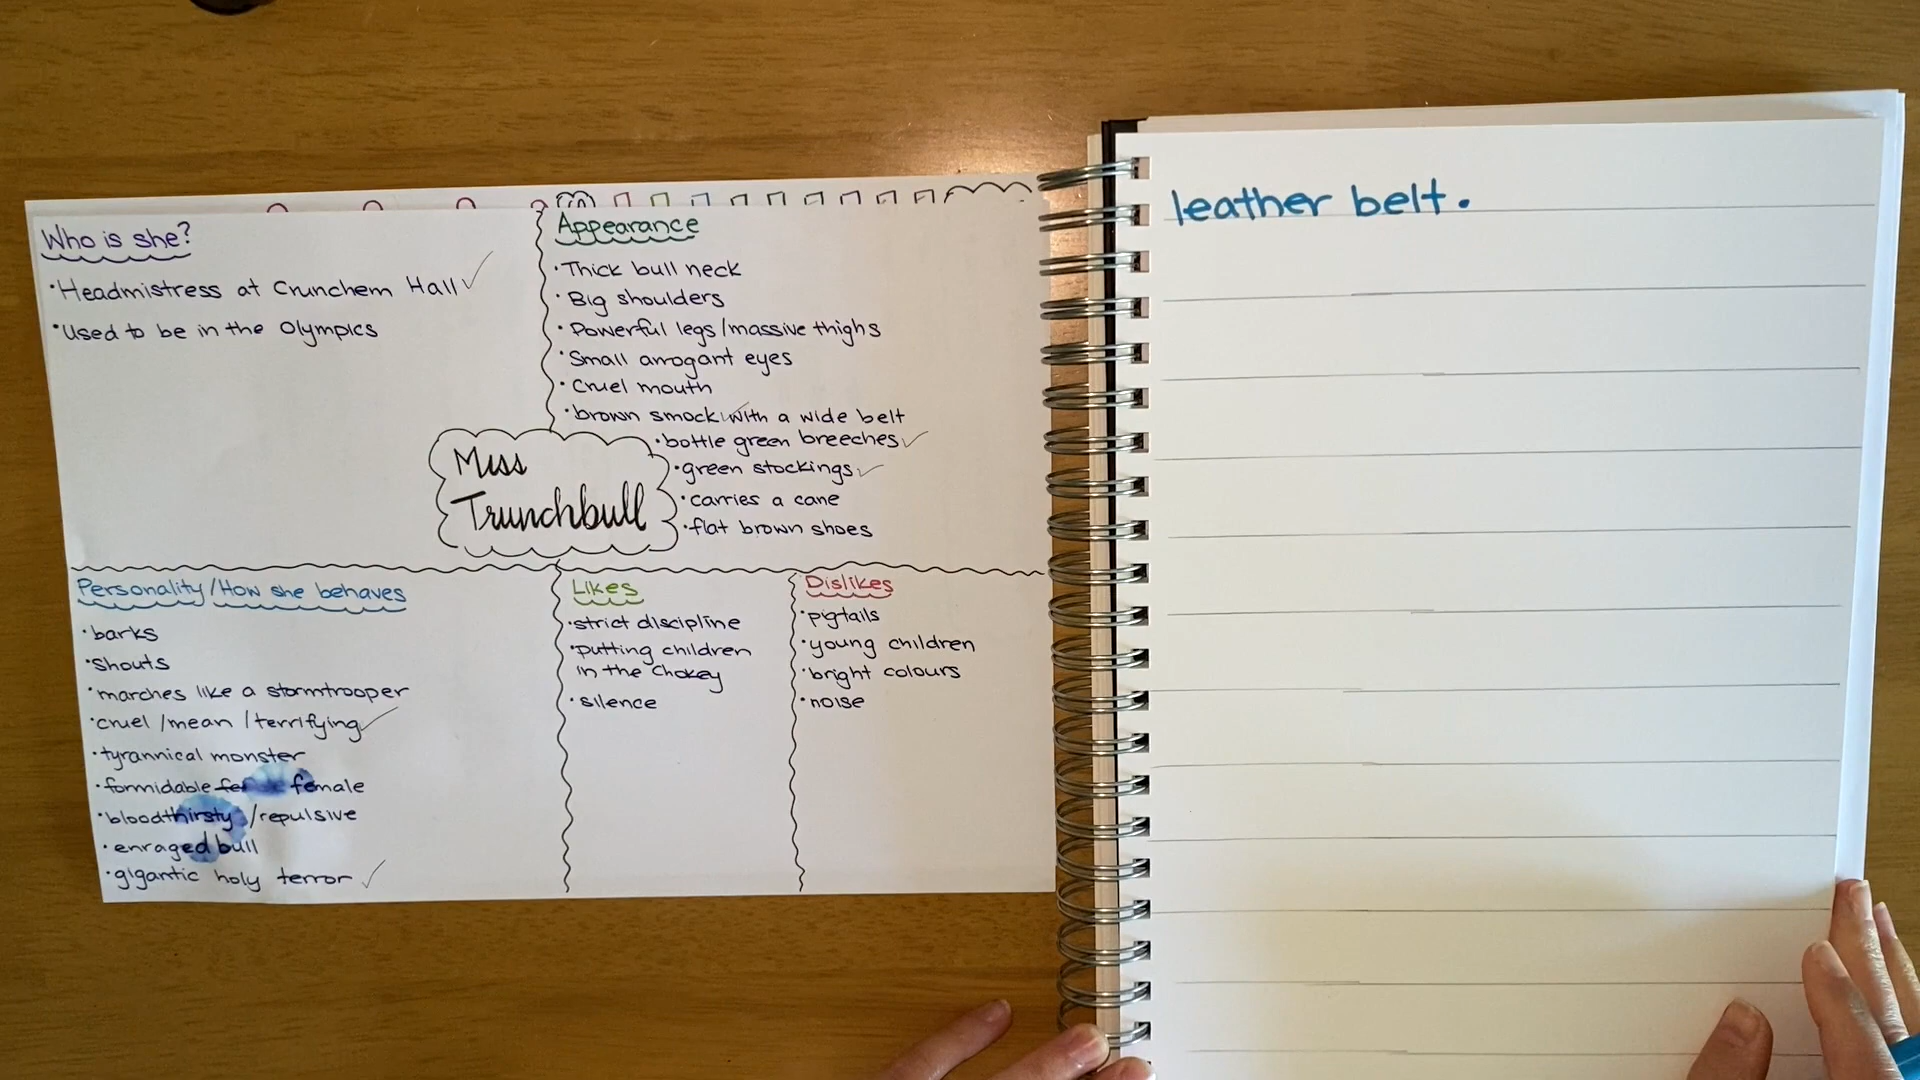 Who is she?
•Headmistress at Crunchem Hall ✓
•Used to be in the Olympics
Appearance
•Thick bull neck
•Big shoulders
•Powerful legs/massive thighs
•Small arrogant eyes
•Cruel mouth
•brown smock ✓ with a wide belt
•bottle green breeches ✓
•green stockings ✓
•carries a cane
•flat brown shoes
Miss
Trunchbull
Personality/How she behaves
•barks
•shouts
•marches like a stormtrooper
•cruel/mean/terrifying ✓
•tyrannical monster
•formidable female
•bloodthirsty/repulsive
•enraged bull
•gigantic holy terror ✓
Likes
•strict discipline
•putting children
in the Chokey
•silence
Dislikes
•pigtails
•young children
•bright colours
•noise
leather belt.